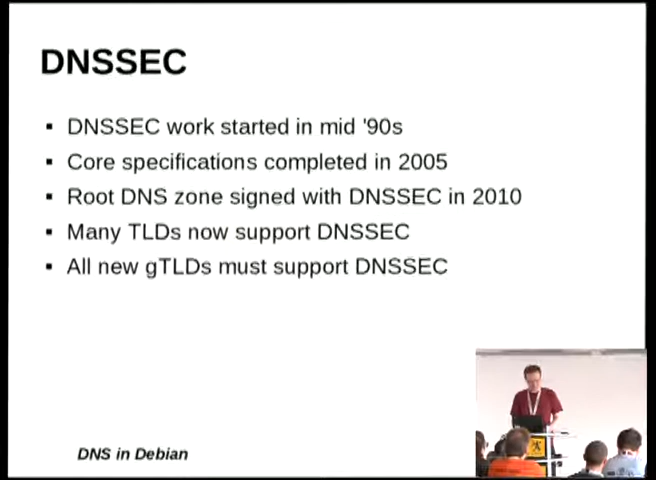 DNSSEC
DNSSEC work started in mid '90s
Core specifications completed in 2005
Root DNS zone signed with DNSSEC in 2010
Many TLDs now support DNSSEC
All new gTLDs must support DNSSEC
DNS in Debian